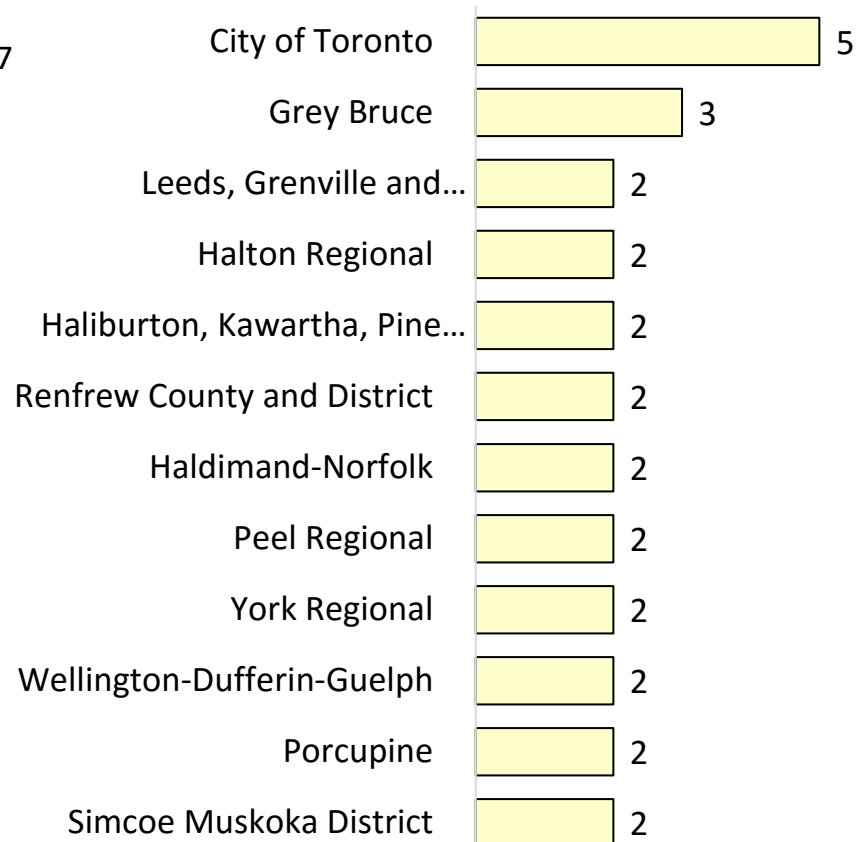 City of Toronto 5
7
Grey Bruce 3
Leeds, Grenville and… 2
Halton Regional 2
Haliburton, Kawartha, Pine… 2
Renfrew County and District 2
Haldimand-Norfolk 2
Peel Regional 2
York Regional 2
Wellington-Dufferin-Guelph 2
Porcupine 2
Simcoe Muskoka District 2